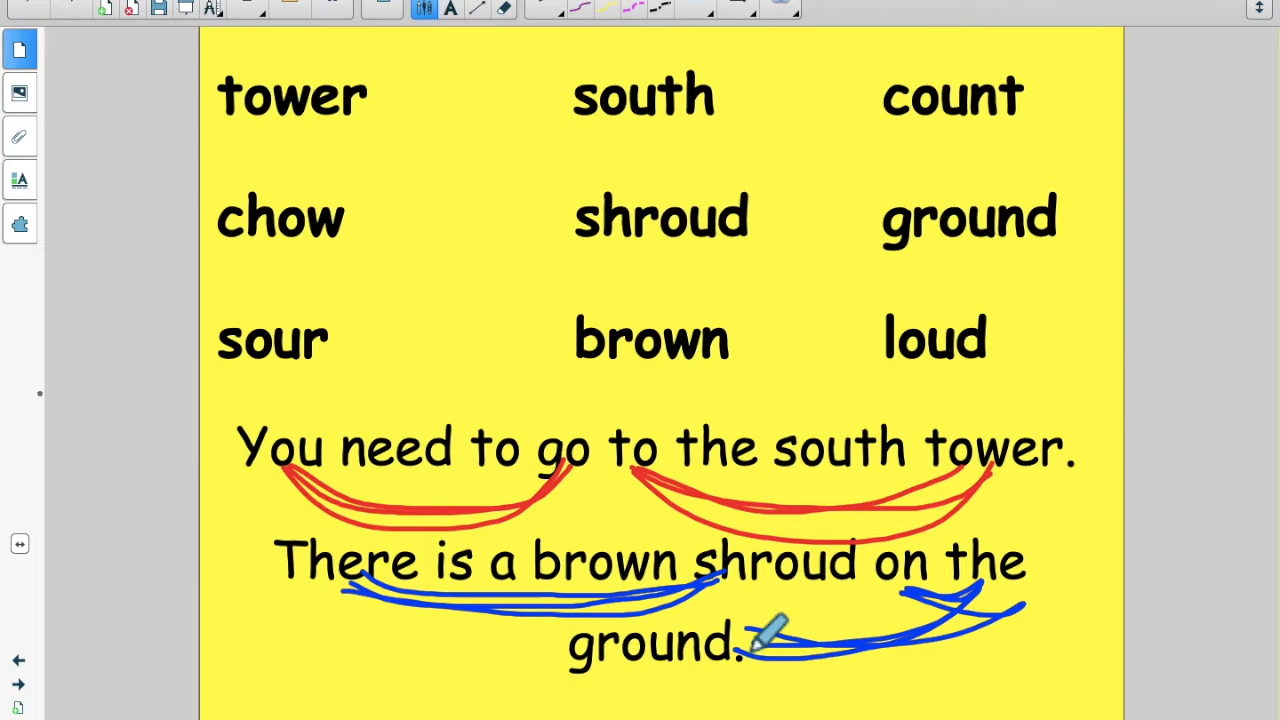 tower south count
chow shroud ground
sour brown loud
You need to go to the south tower.
There is a brown shroud on the
ground.